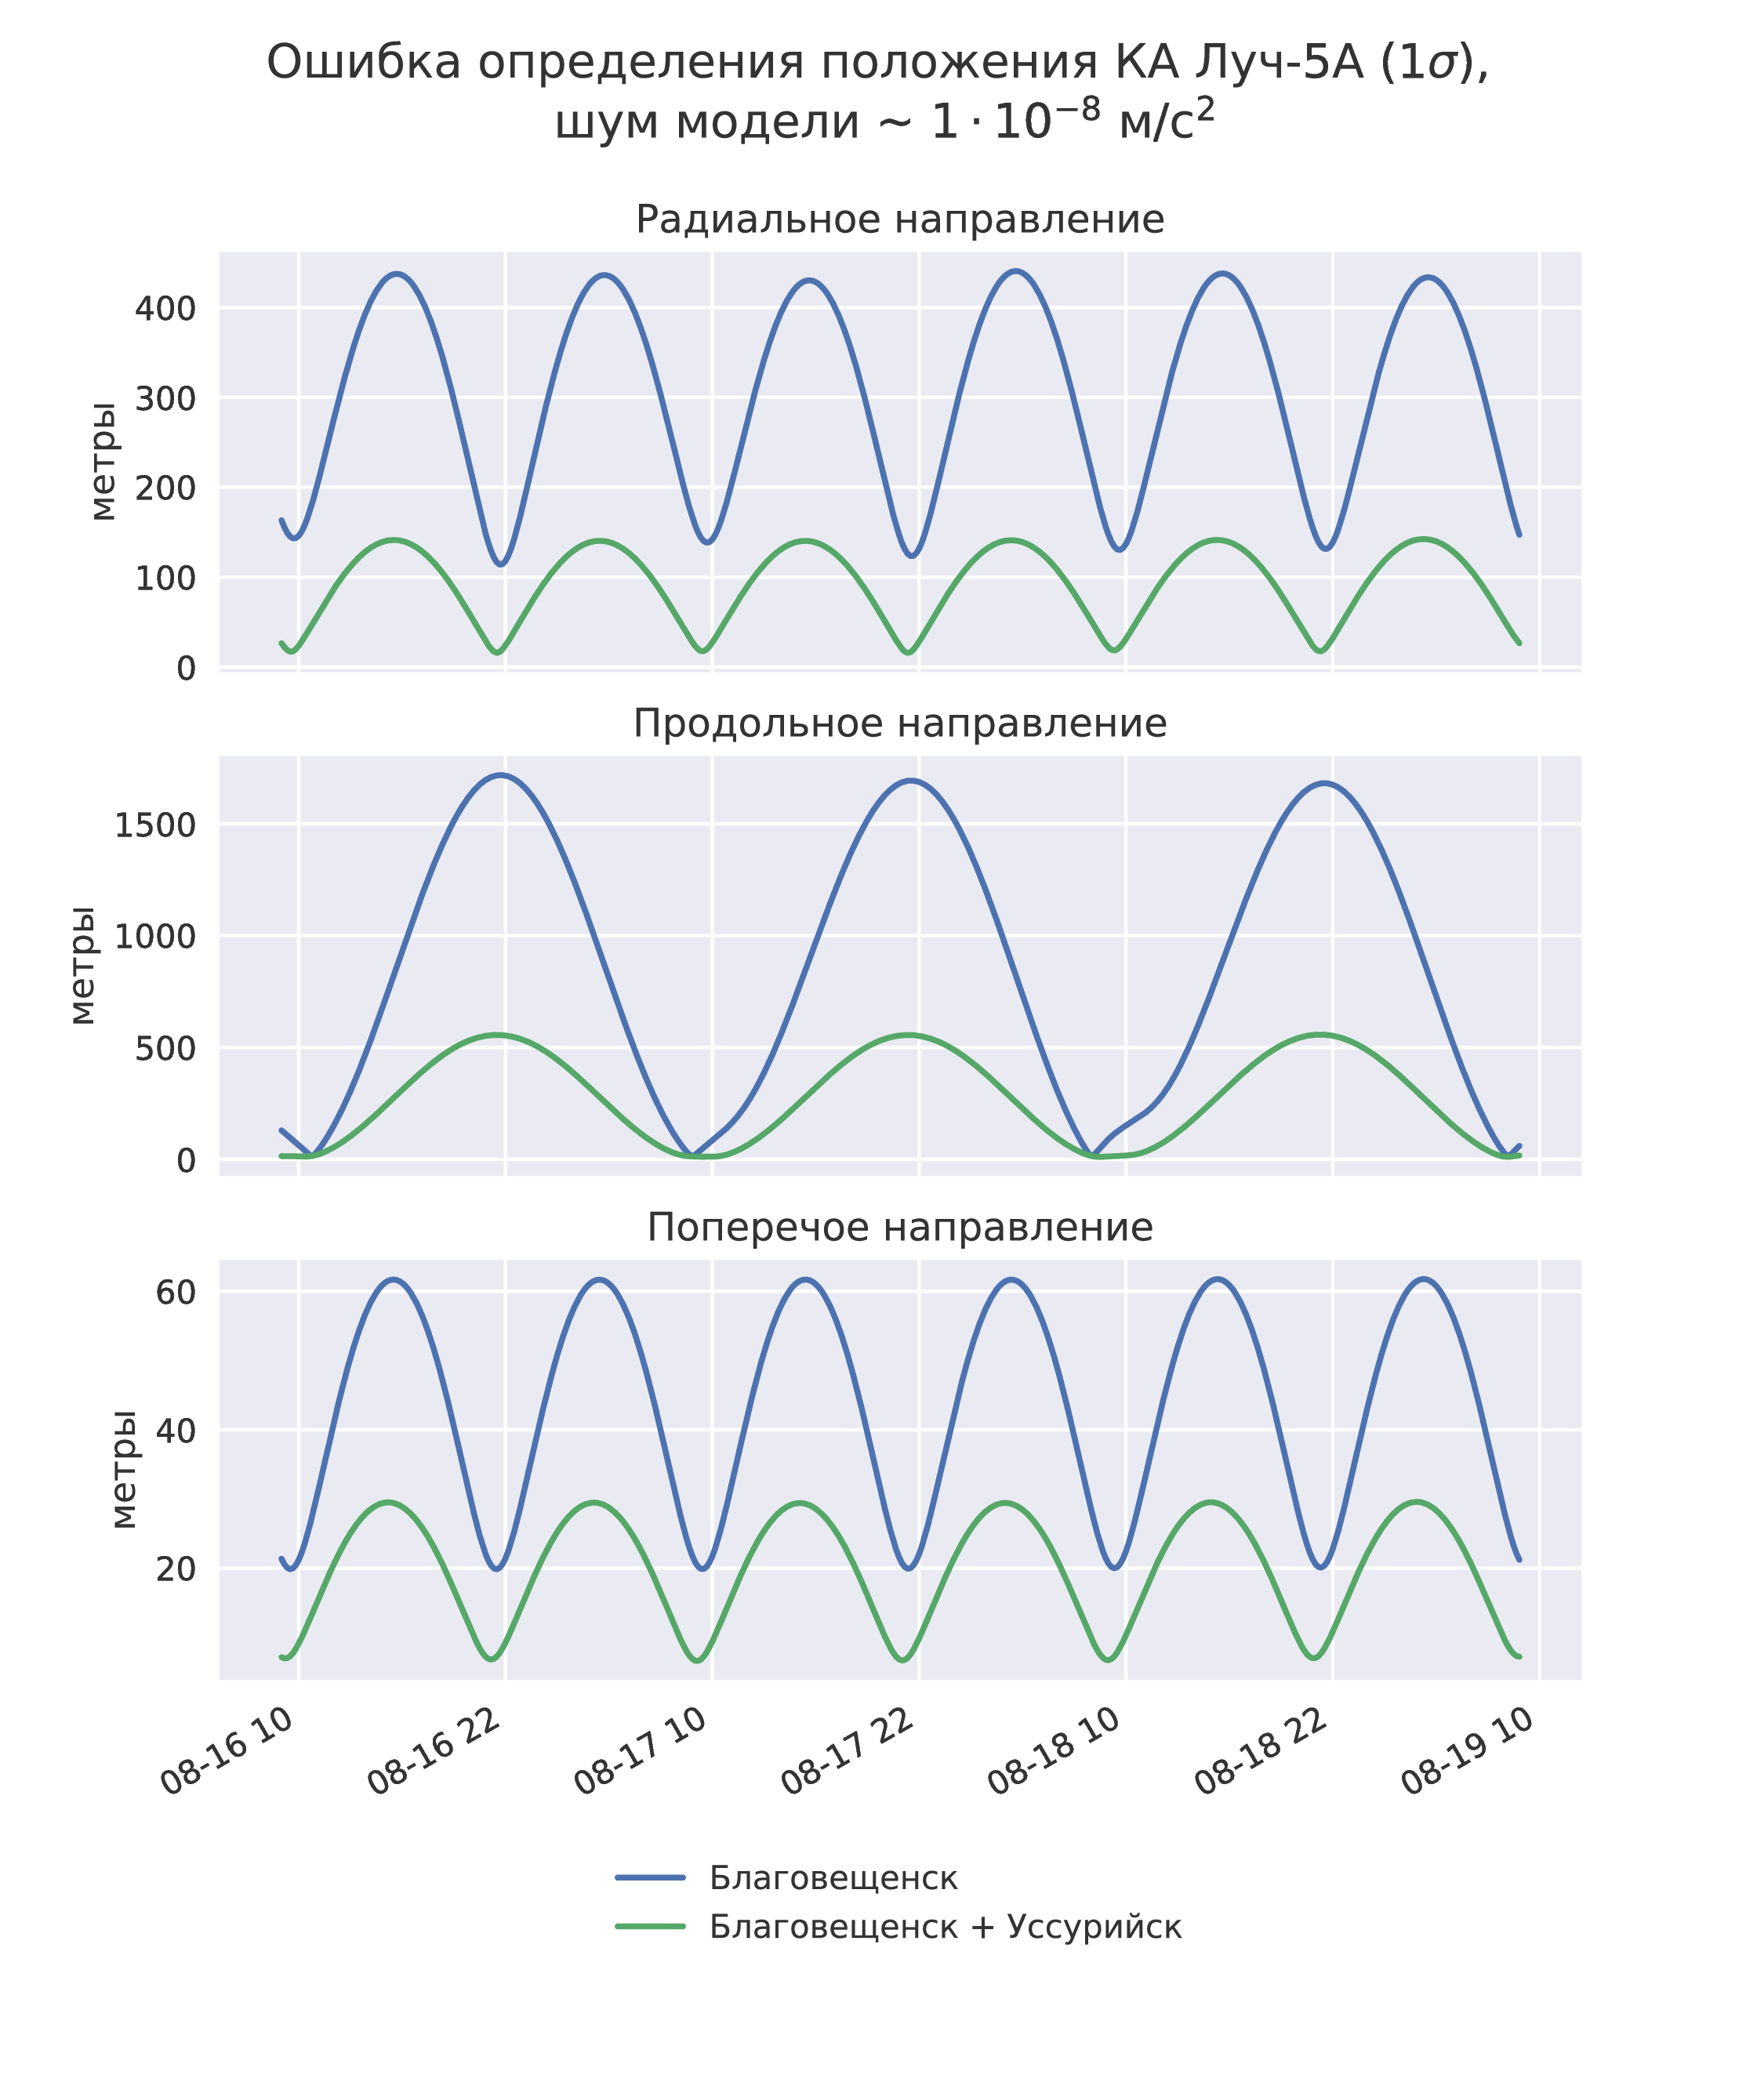 Ошибка определения положения КА Луч-5А (1σ),
шум модели ~ 1 · 10⁻⁸ м/с²
Радиальное направление
400
300
200
100
0
метры
Продольное направление
1500
1000
500
0
метры
Поперечое направление
60
40
20
метры
08-16 10
08-16 22
08-17 10
08-17 22
08-18 10
08-18 22
08-19 10
Благовещенск
Благовещенск + Уссурийск